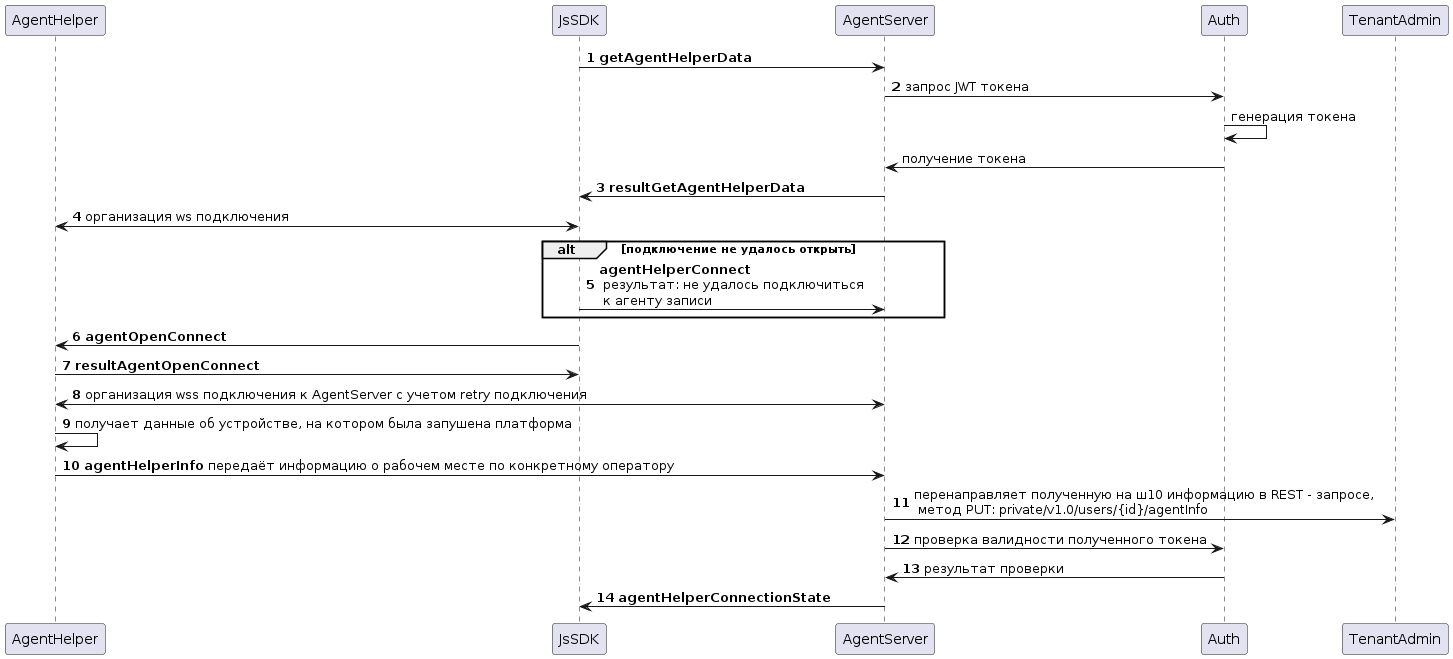 AgentHelper JsSDK AgentServer Auth TenantAdmin
1 getAgentHelperData
2 запрос JWT токена
генерация токена
получение токена
3 resultGetAgentHelperData
4 организация ws подключения
alt [подключение не удалось открыть]
agentHelperConnect
5 результат: не удалось подключиться
к агенту записи
6 agentOpenConnect
7 resultAgentOpenConnect
8 организация wss подключения к AgentServer с учетом retry подключения
9 получает данные об устройстве, на котором была запушена платформа
10 agentHelperInfo передаёт информацию о рабочем месте по конкретному оператору
перенаправляет полученную на ш10 информацию в REST - запросе,
11 метод PUT: private/v1.0/users/{id}/agentInfo
12 проверка валидности полученного токена
13 результат проверки
14 agentHelperConnectionState
AgentHelper JsSDK AgentServer Auth TenantAdmin